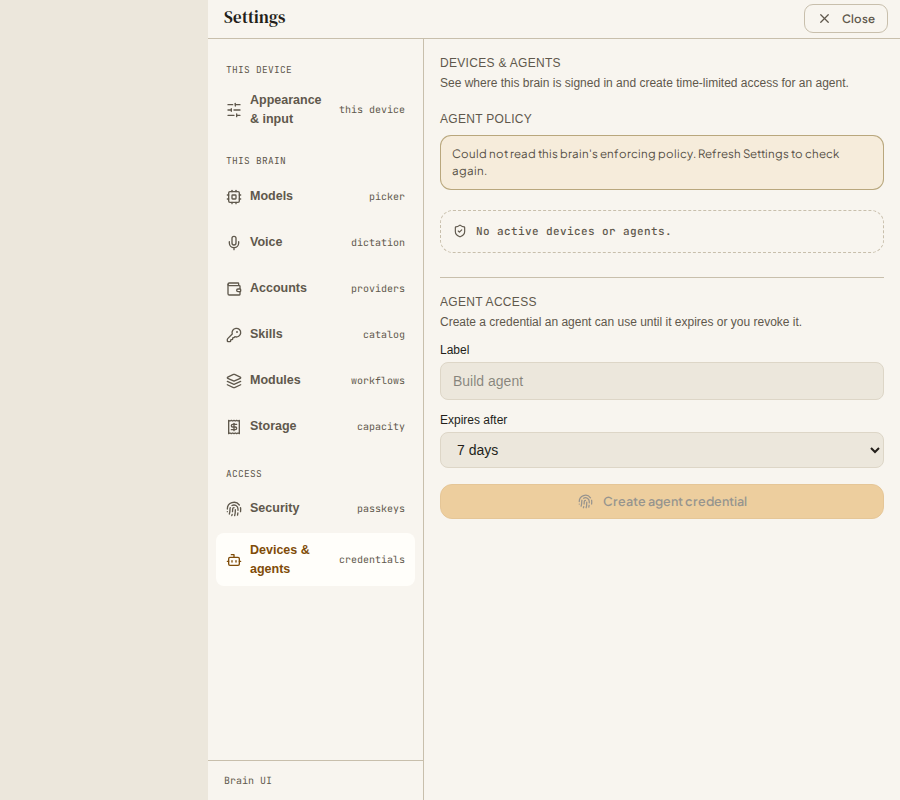 Settings
Close
THIS DEVICE
Appearance & input
this device
THIS BRAIN
Models
picker
Voice
dictation
Accounts
providers
Skills
catalog
Modules
workflows
Storage
capacity
ACCESS
Security
passkeys
Devices & agents
credentials
Brain UI
DEVICES & AGENTS
See where this brain is signed in and create time-limited access for an agent.
AGENT POLICY
Could not read this brain's enforcing policy. Refresh Settings to check
again.
No active devices or agents.
AGENT ACCESS
Create a credential an agent can use until it expires or you revoke it.
Label
Build agent
Expires after
7 days
Create agent credential